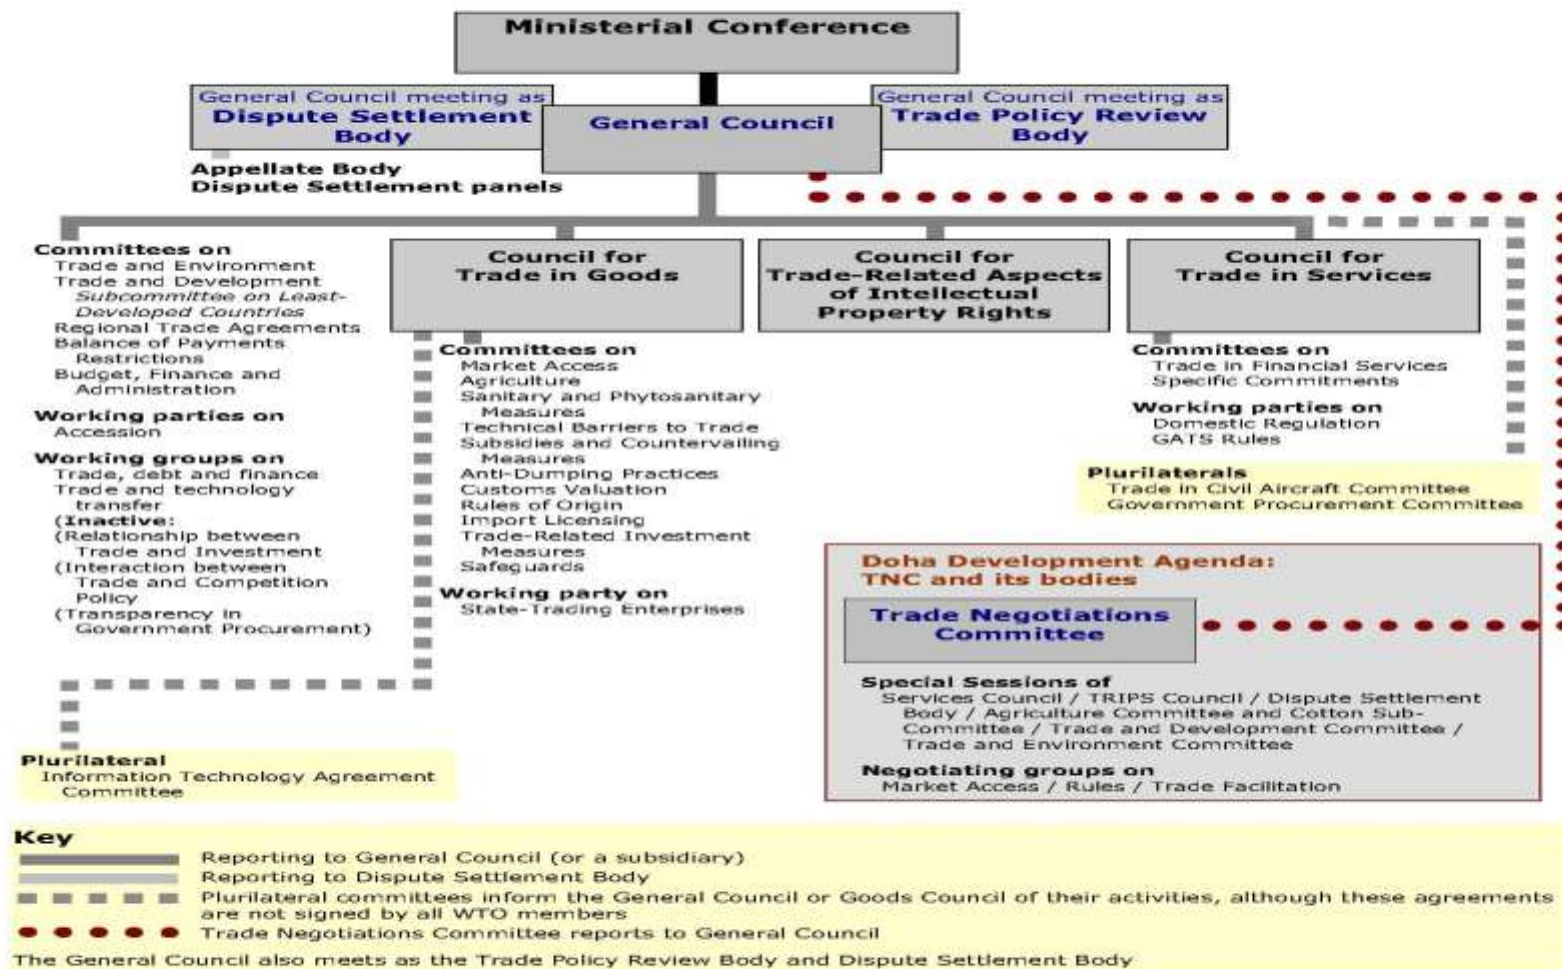 Ministerial Conference
General Council meeting as
Dispute Settlement
Body
General Council
General Council meeting as
Trade Policy Review
Body
Appellate Body
Dispute Settlement panels
Committees on
Trade and Environment
Trade and Development
Subcommittee on Least-
Developed Countries
Regional Trade Agreements
Balance of Payments
Restrictions
Budget, Finance and
Administration
Working parties on
Accession
Working groups on
Trade, debt and finance
Trade and technology
transfer
(Inactive:
(Relationship between
Trade and Investment
(Interaction between
Trade and Competition
Policy
(Transparency in
Government Procurement)
Plurilateral
Information Technology Agreement
Committee
Council for
Trade in Goods
Committees on
Market Access
Agriculture
Sanitary and Phytosanitary
Measures
Technical Barriers to Trade
Subsidies and Countervailing
Measures
Anti-Dumping Practices
Customs Valuation
Rules of Origin
Import Licensing
Trade-Related Investment
Measures
Safeguards
Working party on
State-Trading Enterprises
Council for
Trade-Related Aspects
of Intellectual
Property Rights
Council for
Trade in Services
Committees on
Trade in Financial Services
Specific Commitments
Working parties on
Domestic Regulation
GATS Rules
Plurilaterals
Trade in Civil Aircraft Committee
Government Procurement Committee
Doha Development Agenda:
TNC and its bodies
Trade Negotiations
Committee
Special Sessions of
Services Council / TRIPS Council / Dispute Settlement
Body / Agriculture Committee and Cotton Sub-
Committee / Trade and Development Committee /
Trade and Environment Committee
Negotiating groups on
Market Access / Rules / Trade Facilitation
Key
Reporting to General Council (or a subsidiary)
Reporting to Dispute Settlement Body
Plurilateral committees inform the General Council or Goods Council of their activities, although these agreements
are not signed by all WTO members
Trade Negotiations Committee reports to General Council
The General Council also meets as the Trade Policy Review Body and Dispute Settlement Body